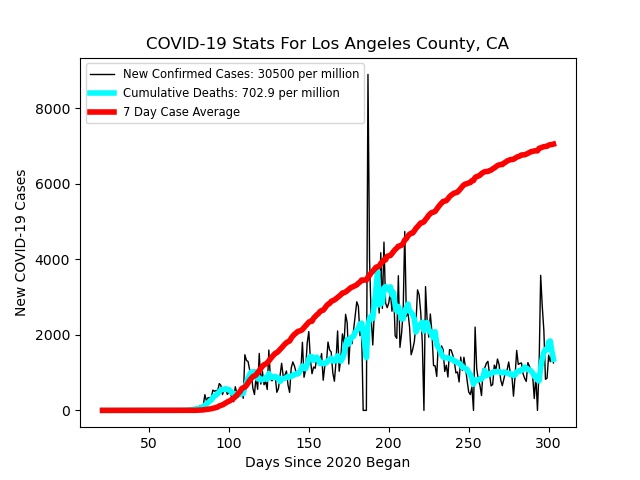 COVID-19 Stats For Los Angeles County, CA
New Confirmed Cases: 30500 per million
Cumulative Deaths: 702.9 per million
7 Day Case Average
New COVID-19 Cases
8000
6000
4000
2000
0
50 100 150 200 250 300
Days Since 2020 Began